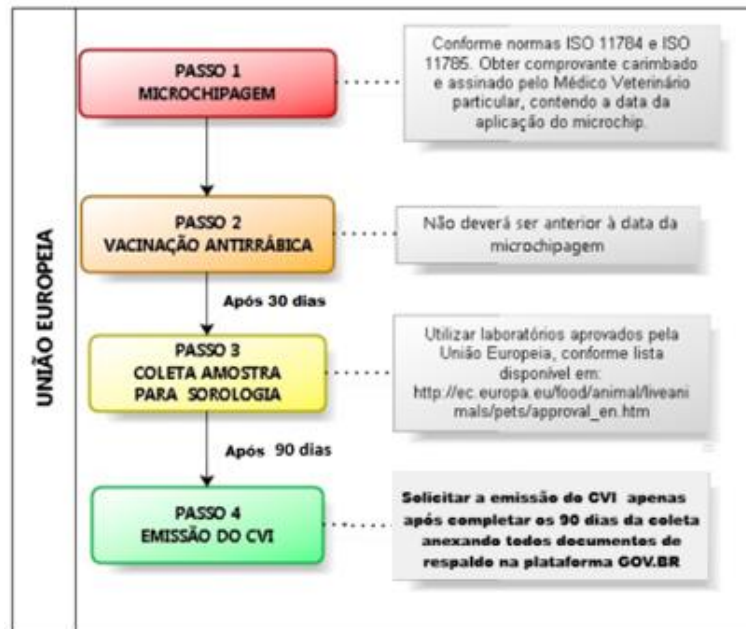 UNIÃO EUROPEIA
PASSO 1
MICROCHIPAGEM
Conforme normas ISO 11784 e ISO
11785. Obter comprovante carimbado
e assinado pelo Médico Veterinário
particular, contendo a data da
aplicação do microchip.
PASSO 2
VACINAÇÃO ANTIRRÁBICA
Não deverá ser anterior à data da
microchipagem
Após 30 dias
PASSO 3
COLETA AMOSTRA
PARA SOROLOGIA
Utilizar laboratórios aprovados pela
União Europeia, conforme lista
disponível em:
http://ec.europa.eu/food/animal/liveani
mals/pets/approval_en.htm
Após 90 dias
PASSO 4
EMISSÃO DO CVI
Solicitar a emissão do CVI apenas
após completar os 90 dias da coleta
anexando todos documentos de
respaldo na plataforma GOV.BR